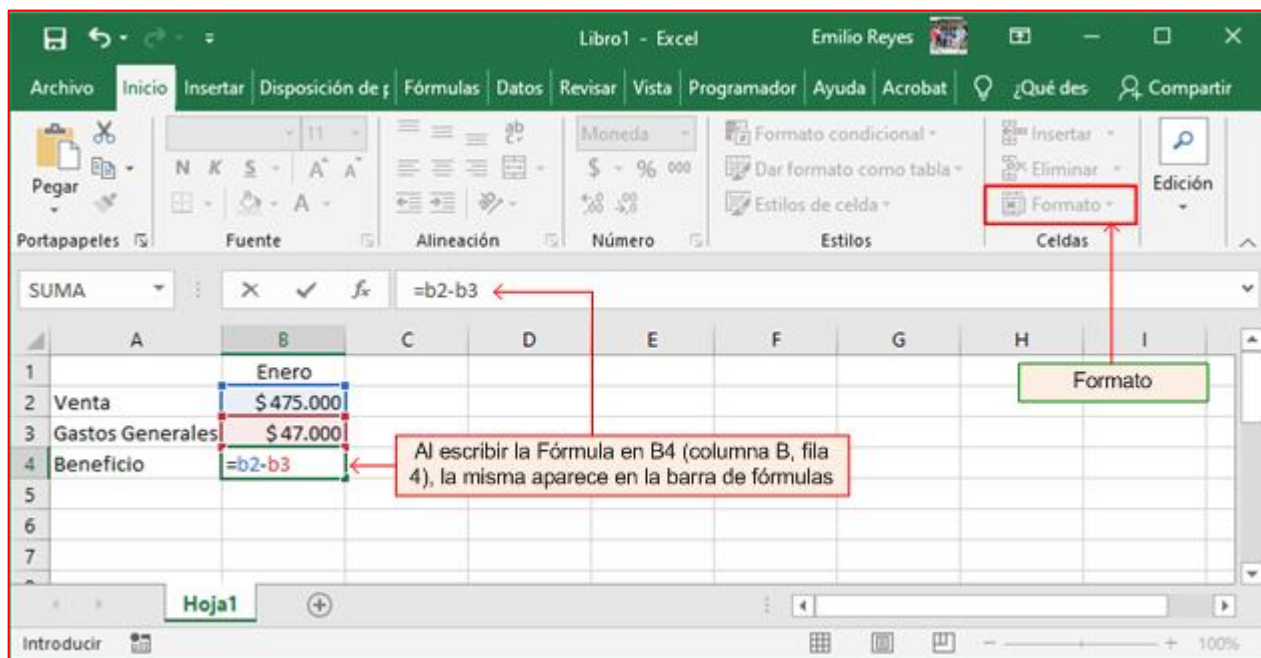 Libro1 - Excel
Emilio Reyes
Archivo Inicio Insertar Disposición de p Fórmulas Datos Revisar Vista Programador Ayuda Acrobat ¿Qué des Compartir
Pegar
11
N K S A A
A
ab
Moneda
$ % 000
Formato condicional
Dar formato como tabla
Estilos de celda
Insertar
Eliminar
Formato
Edición
Portapapeles Fuente Alineación Número Estilos Celdas
SUMA fx =b2-b3
A B C D E F G H I
1 Enero
2 Venta $ 475.000
3 Gastos Generales $ 47.000
4 Beneficio =b2-b3
5
6
7
Formato
Al escribir la Fórmula en B4 (columna B, fila
4), la misma aparece en la barra de fórmulas
Hoja1
Introducir 100%